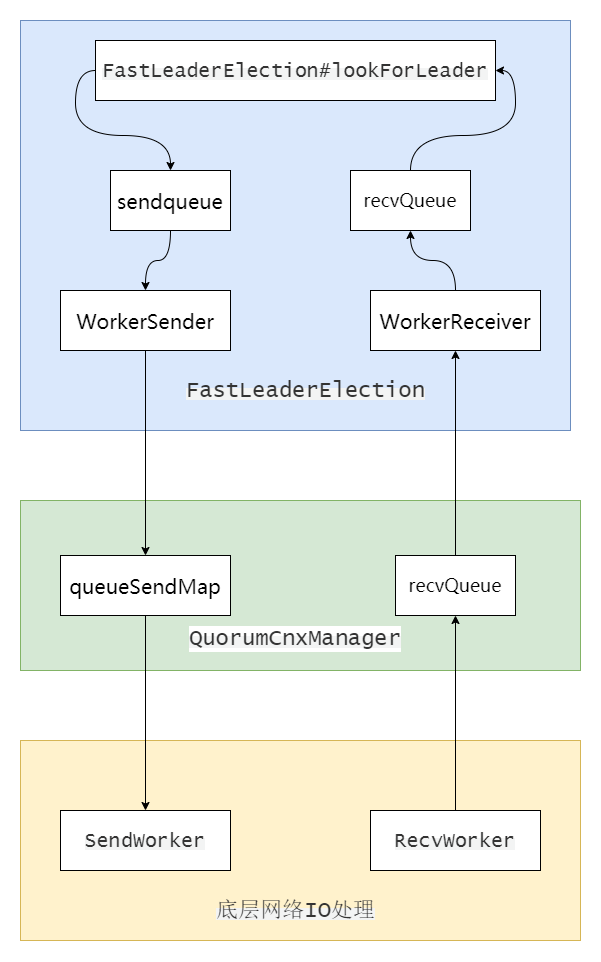 FastLeaderElection#lookForLeader
sendqueue
recvQueue
WorkerSender
WorkerReceiver
FastLeaderElection
queueSendMap
recvQueue
QuorumCnxManager
SendWorker
RecvWorker
底层网络IO处理